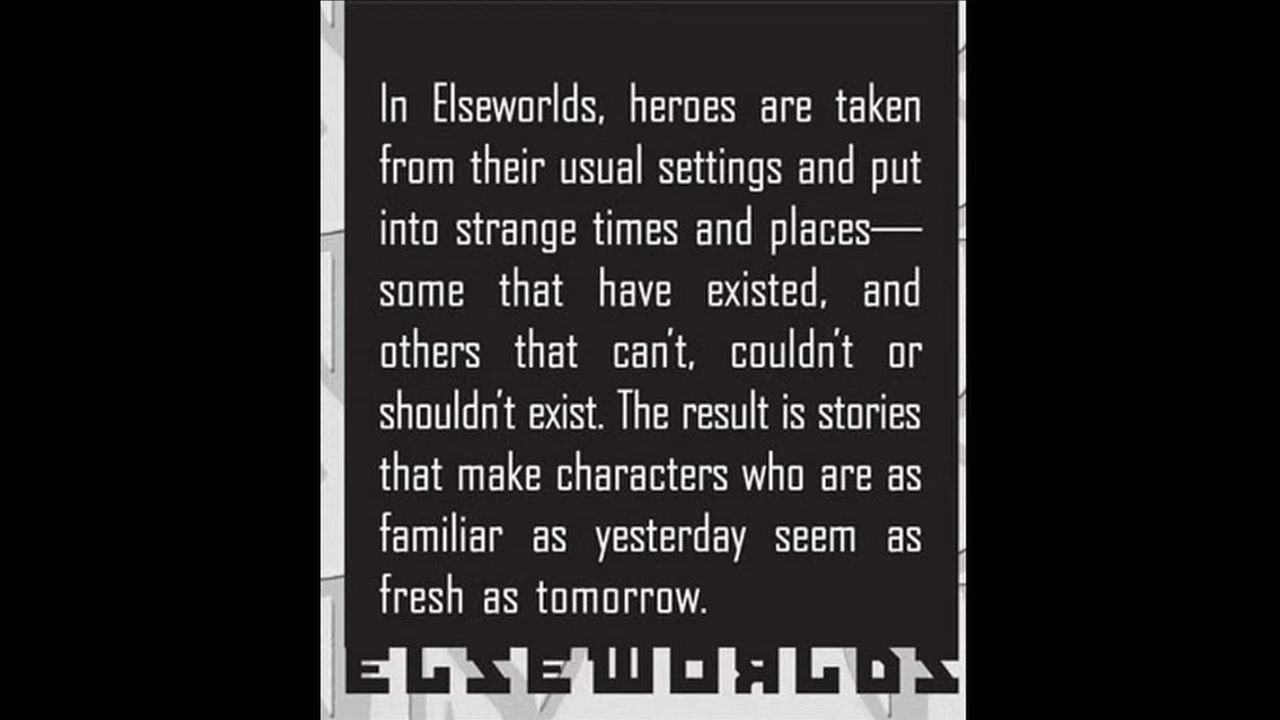 In Elseworlds, heroes are taken
from their usual settings and put
into strange times and places—
some that have existed, and
others that can't, couldn't or
shouldn't exist. The result is stories
that make characters who are as
familiar as yesterday seem as
fresh as tomorrow.
ELSEWORLDS